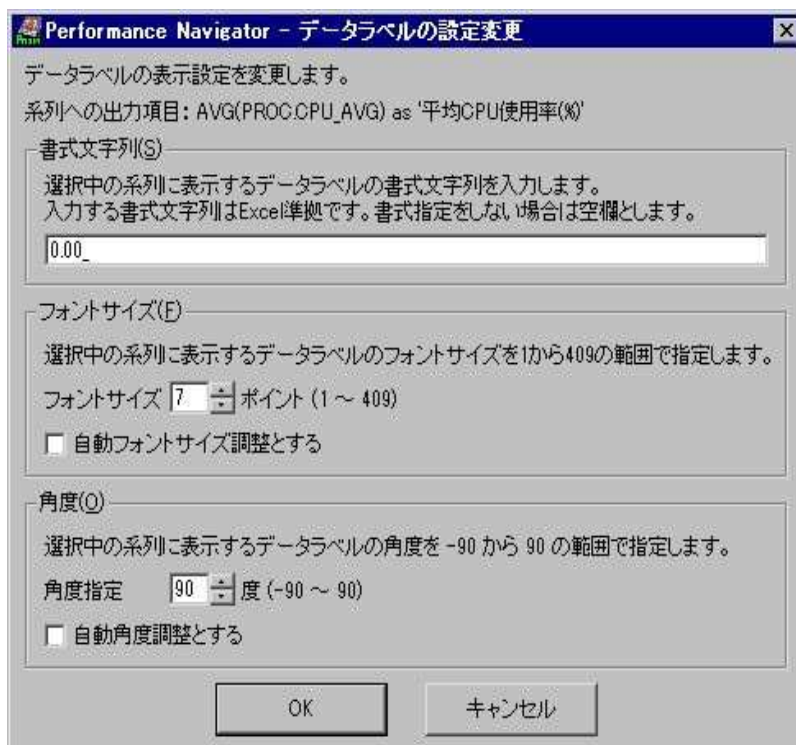 Performance Navigator - データラベルの設定変更
データラベルの表示設定を変更します。
系列への出力項目: AVG(PROC.CPU_AVG) as '平均CPU使用率(%)'
書式文字列(S)
選択中の系列に表示するデータラベルの書式文字列を入力します。
入力する書式文字列はExcel準拠です。書式指定をしない場合は空欄とします。
0.00_
フォントサイズ(F)
選択中の系列に表示するデータラベルのフォントサイズを1から409の範囲で指定します。
フォントサイズ 7 ポイント (1 ~ 409)
自動フォントサイズ調整とする
角度(O)
選択中の系列に表示するデータラベルの角度を -90 から 90 の範囲で指定します。
角度指定 90 度 (-90 ~ 90)
自動角度調整とする
OK キャンセル